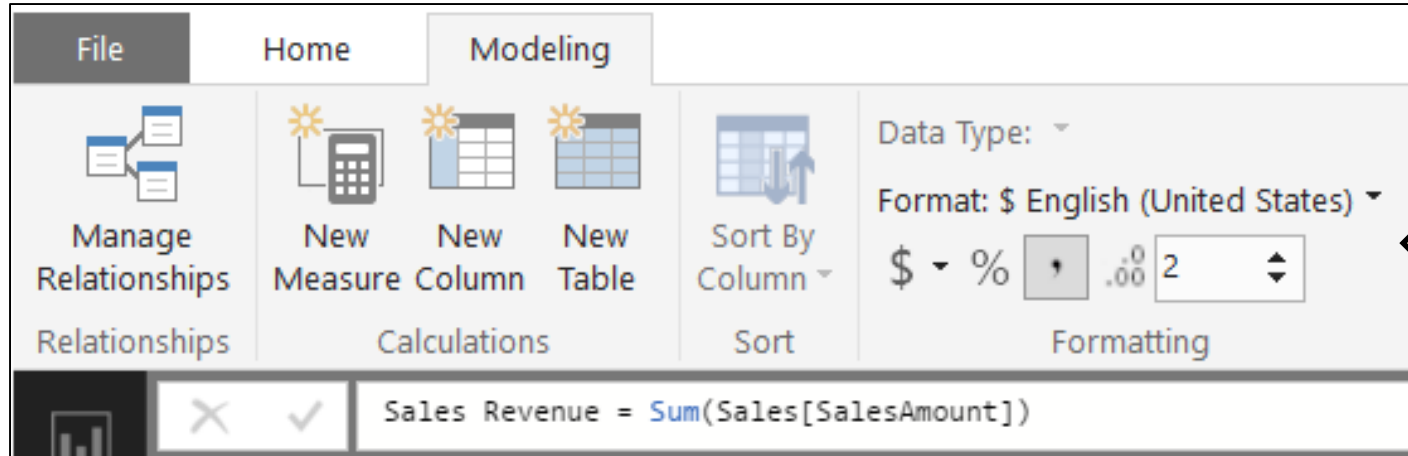 File Home Modeling
Data Type:
Format: $ English (United States)
Manage Relationships
New Measure
New Column
New Table
Sort By Column
$ % , .0 .00 2
Relationships Calculations Sort Formatting
Sales Revenue = Sum(Sales[SalesAmount])